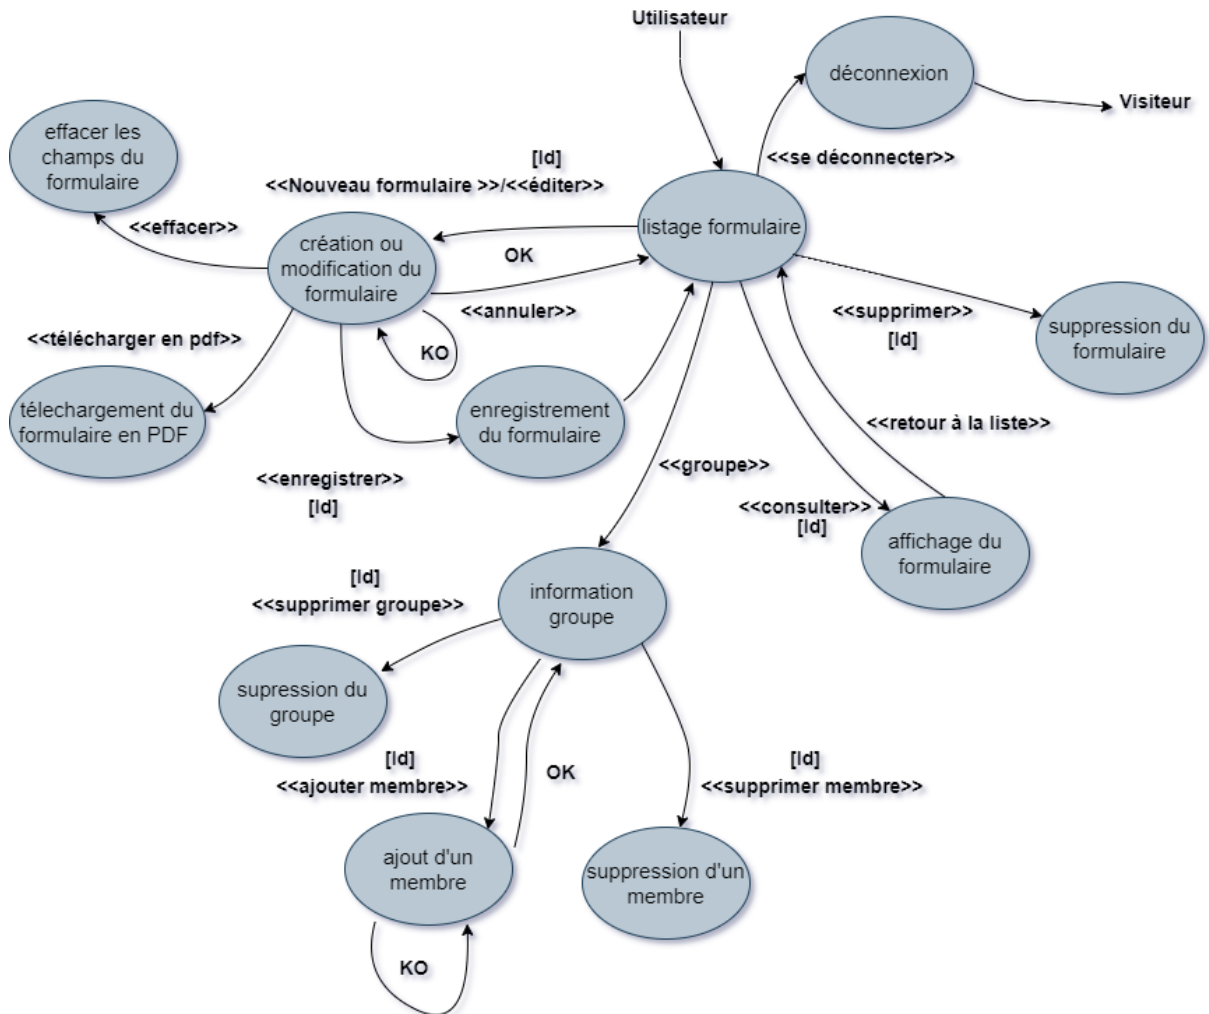 Utilisateur
déconnexion
Visiteur
effacer les
champs du
formulaire
[Id]
<<se déconnecter>>
<<Nouveau formulaire >>/<<éditer>>
<<effacer>>
listage formulaire
création ou
modification du
formulaire
OK
<<annuler>>
<<supprimer>>
[Id]
suppression du
formulaire
<<télécharger en pdf>>
KO
télechargement du
formulaire en PDF
enregistrement
du formulaire
<<retour à la liste>>
<<enregistrer>>
[Id]
<<groupe>>
<<consulter>>
[Id]
affichage du
formulaire
[Id]
<<supprimer groupe>>
information
groupe
supression du
groupe
[Id]
<<ajouter membre>>
OK
[Id]
<<supprimer membre>>
ajout d'un
membre
suppression d'un
membre
KO